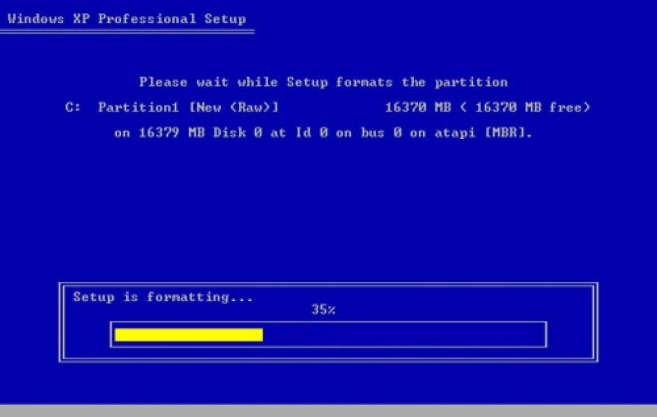 Windows XP Professional Setup
Please wait while Setup formats the partition
C: Partition1 [New (Raw)] 16370 MB ( 16370 MB free)
on 16379 MB Disk 0 at Id 0 on bus 0 on atapi [MBR].
Setup is formatting...
35%